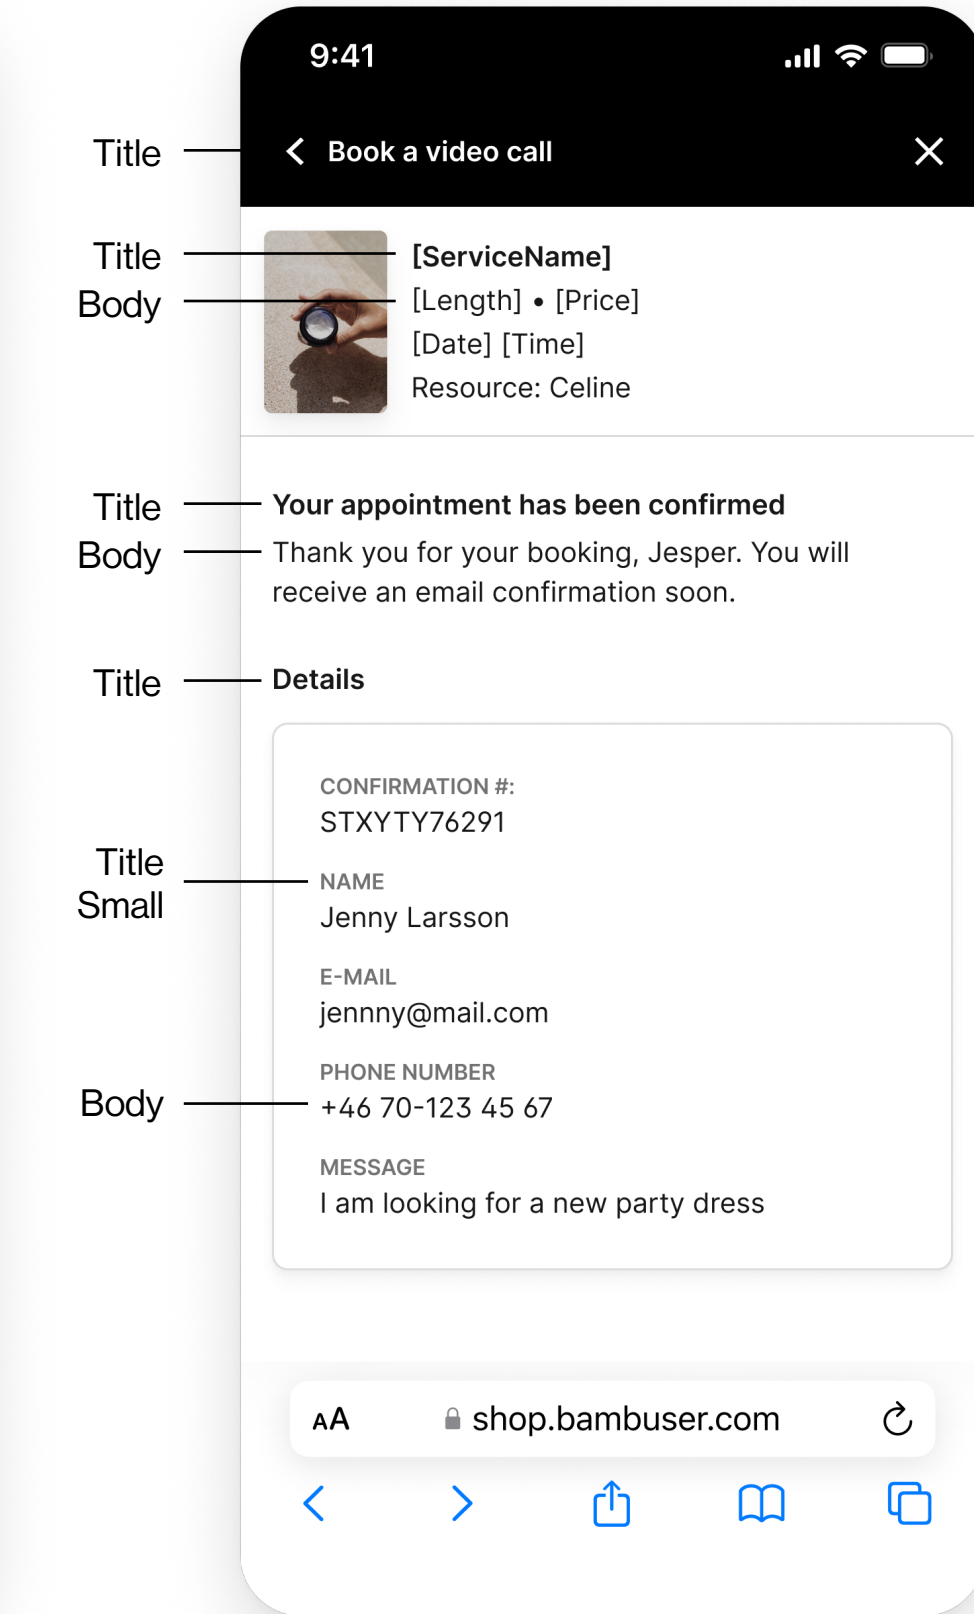 9:41
Title
Book a video call
Title
[ServiceName]
Body
[Length] • [Price]
[Date] [Time]
Resource: Celine
Title
Your appointment has been confirmed
Body
Thank you for your booking, Jesper. You will
receive an email confirmation soon.
Title
Details
CONFIRMATION #:
STXYTY76291
Title
Small
NAME
Jenny Larsson
E-MAIL
jennny@mail.com
PHONE NUMBER
Body
+46 70-123 45 67
MESSAGE
I am looking for a new party dress
AA
shop.bambuser.com